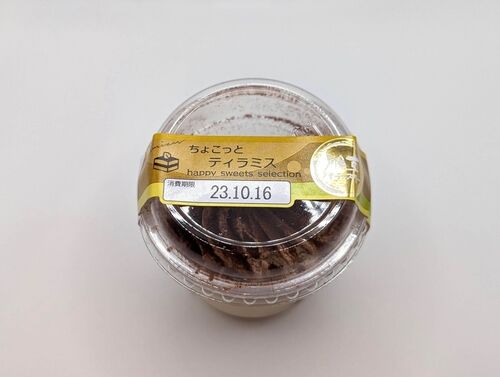 ちょこっと
ティラミス
happy sweets selection
消費期限
23.10.16